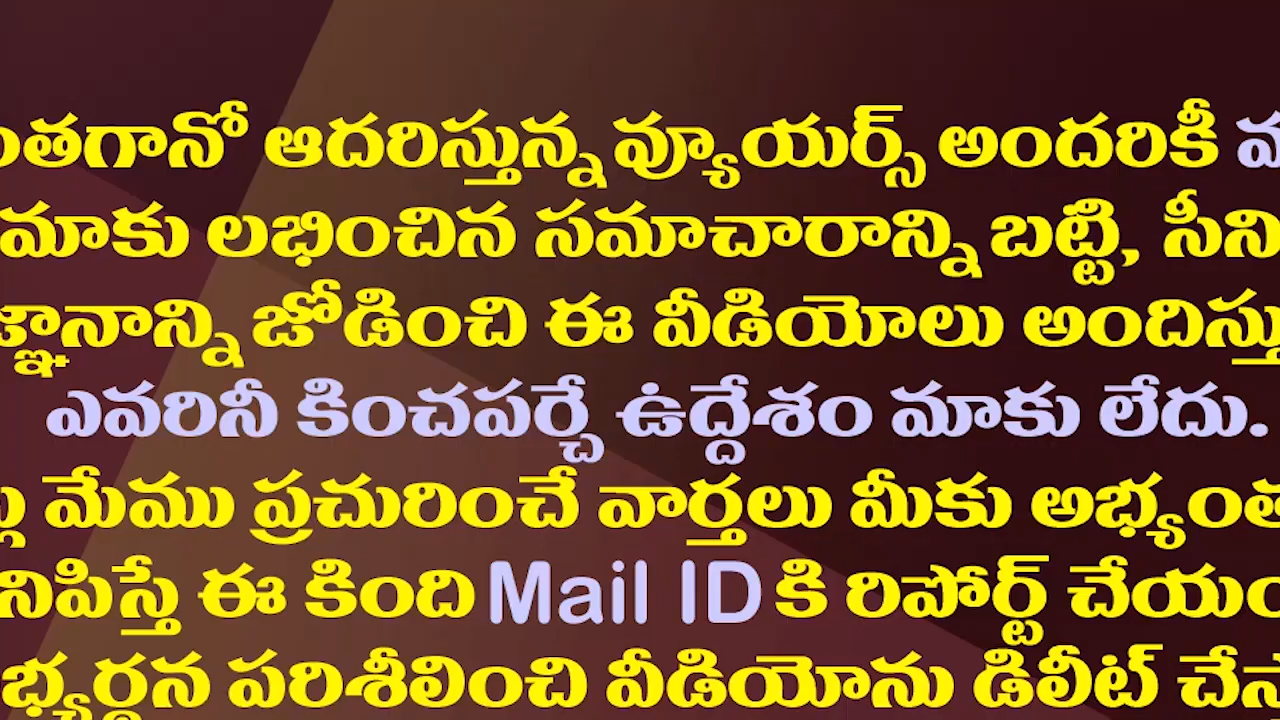 ఆదరిస్తున్న వ్యూయర్స్ అందరికీ
మాకు లభించిన సమాచారాన్ని బట్టి,
జోడించి ఈ వీడియోలు
ఎవరినీ కించపర్చే ఉద్దేశం మాకు లేదు.
మేము ప్రచురించే వార్తలు మీకు
ఈ కింది Mail ID కి రిపోర్ట్
పరిశీలించి వీడియోను డిలీట్